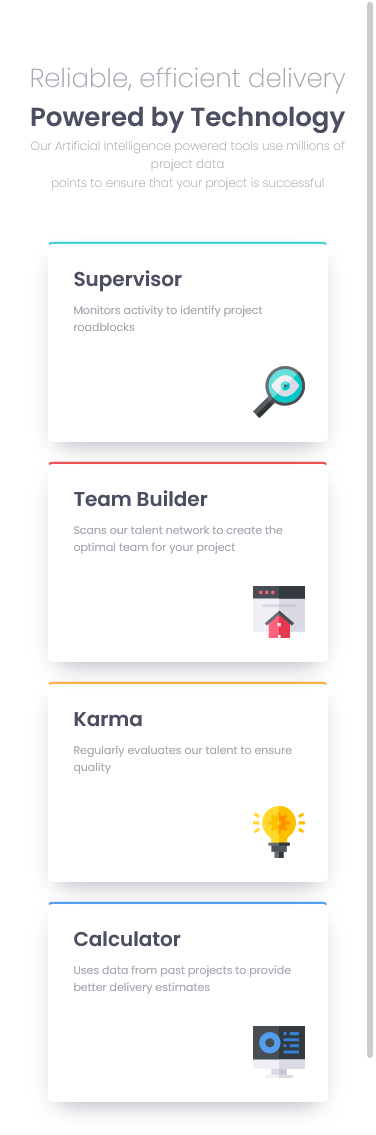 Reliable, efficient delivery
Powered by Technology
Our Artificial Intelligence powered tools use millions of
project data
points to ensure that your project is successful
Supervisor
Monitors activity to identify project
roadblocks
Team Builder
Scans our talent network to create the
optimal team for your project
Karma
Regularly evaluates our talent to ensure
quality
Calculator
Uses data from past projects to provide
better delivery estimates